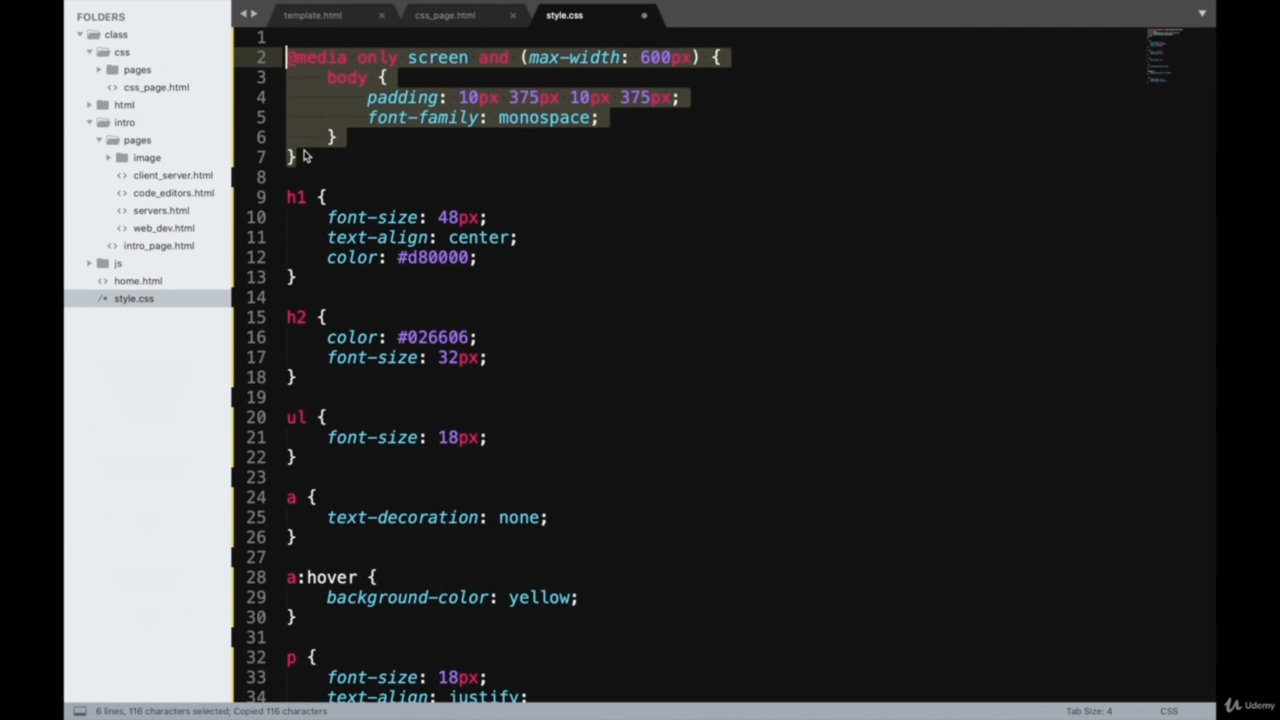 FOLDERS
class
css
pages
css_page.html
html
intro
pages
image
client_server.html
code_editors.html
servers.html
web_dev.html
intro_page.html
js
home.html
style.css
template.html
css_page.html
style.css
1
2 @media only screen and (max-width: 600px) {
3 body {
4 padding: 10px 375px 10px 375px;
5 font-family: monospace;
6 }
7 }
8
9 h1 {
10 font-size: 48px;
11 text-align: center;
12 color: #d80000;
13 }
14
15 h2 {
16 color: #026606;
17 font-size: 32px;
18 }
19
20 ul {
21 font-size: 18px;
22 }
23
24 a {
25 text-decoration: none;
26 }
27
28 a:hover {
29 background-color: yellow;
30 }
31
32 p {
33 font-size: 18px;
34 text-align: justify;
6 lines, 116 characters selected; Copied 116 characters
Tab Size: 4
CSS
Udemy